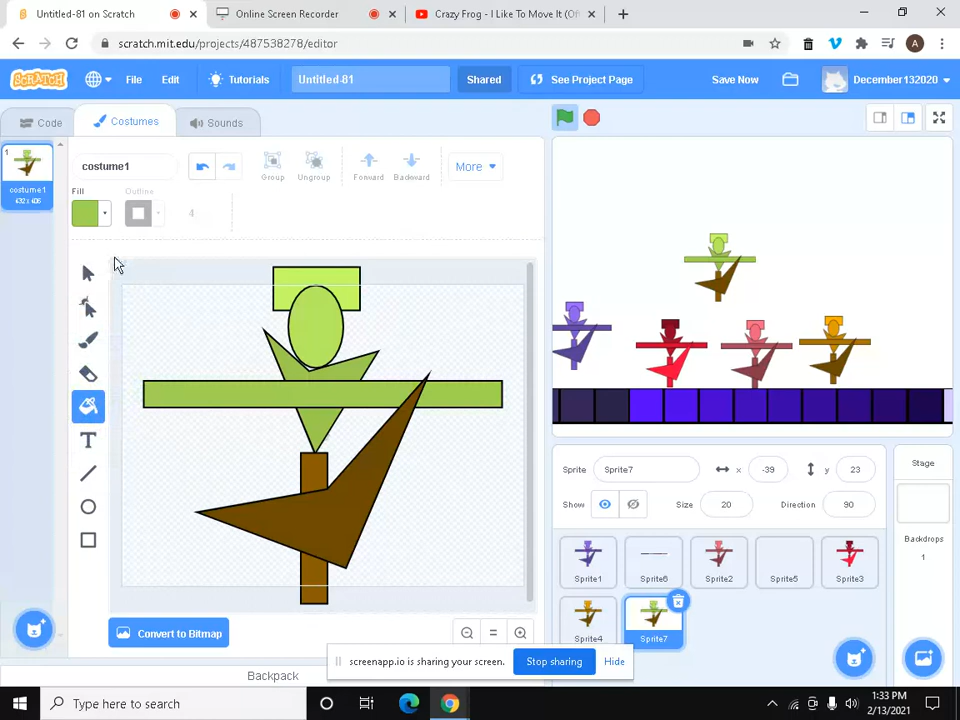 Untitled-81 on Scratch
Online Screen Recorder
Crazy Frog - I Like To Move It (Of
scratch.mit.edu/projects/487538278/editor
A
SCRATCH
File
Edit
Tutorials
Untitled-81
Shared
See Project Page
Save Now
December132020
Code
Costumes
Sounds
1
costume1
432 x 406
costume1
Group
Ungroup
Forward
Backward
More
Fill
Outline
4
T
Convert to Bitmap
Backpack
Sprite
Sprite7
x
-39
y
23
Show
Size
20
Direction
90
Sprite1
Sprite6
Sprite2
Sprite5
Sprite3
Sprite4
Sprite7
Stage
Backdrops
1
screenapp.io is sharing your screen.
Stop sharing
Hide
Type here to search
1:33 PM
2/13/2021